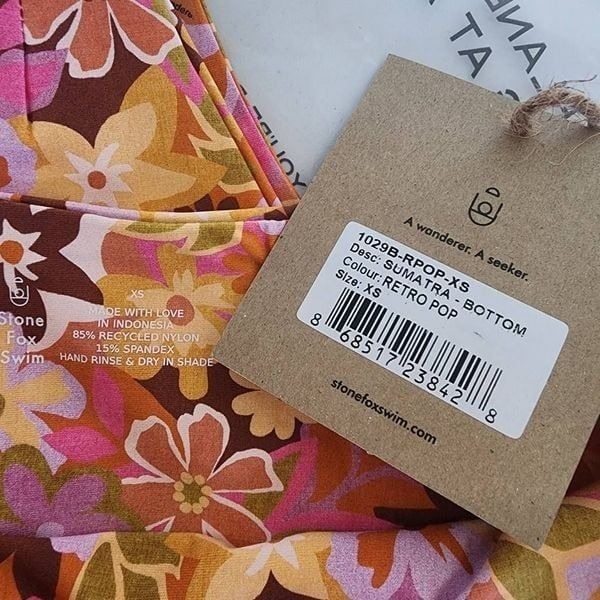 A wanderer. A seeker.
1029B-RPOP-XS
Desc: SUMATRA - BOTTOM
Colour: RETRO POP
Size: XS
8 68517 23842 8
stonefoxswim.com
Stone
Fox
Swim
XS
MADE WITH LOVE
IN INDONESIA
85% RECYCLED NYLON
15% SPANDEX
HAND RINSE & DRY IN SHADE